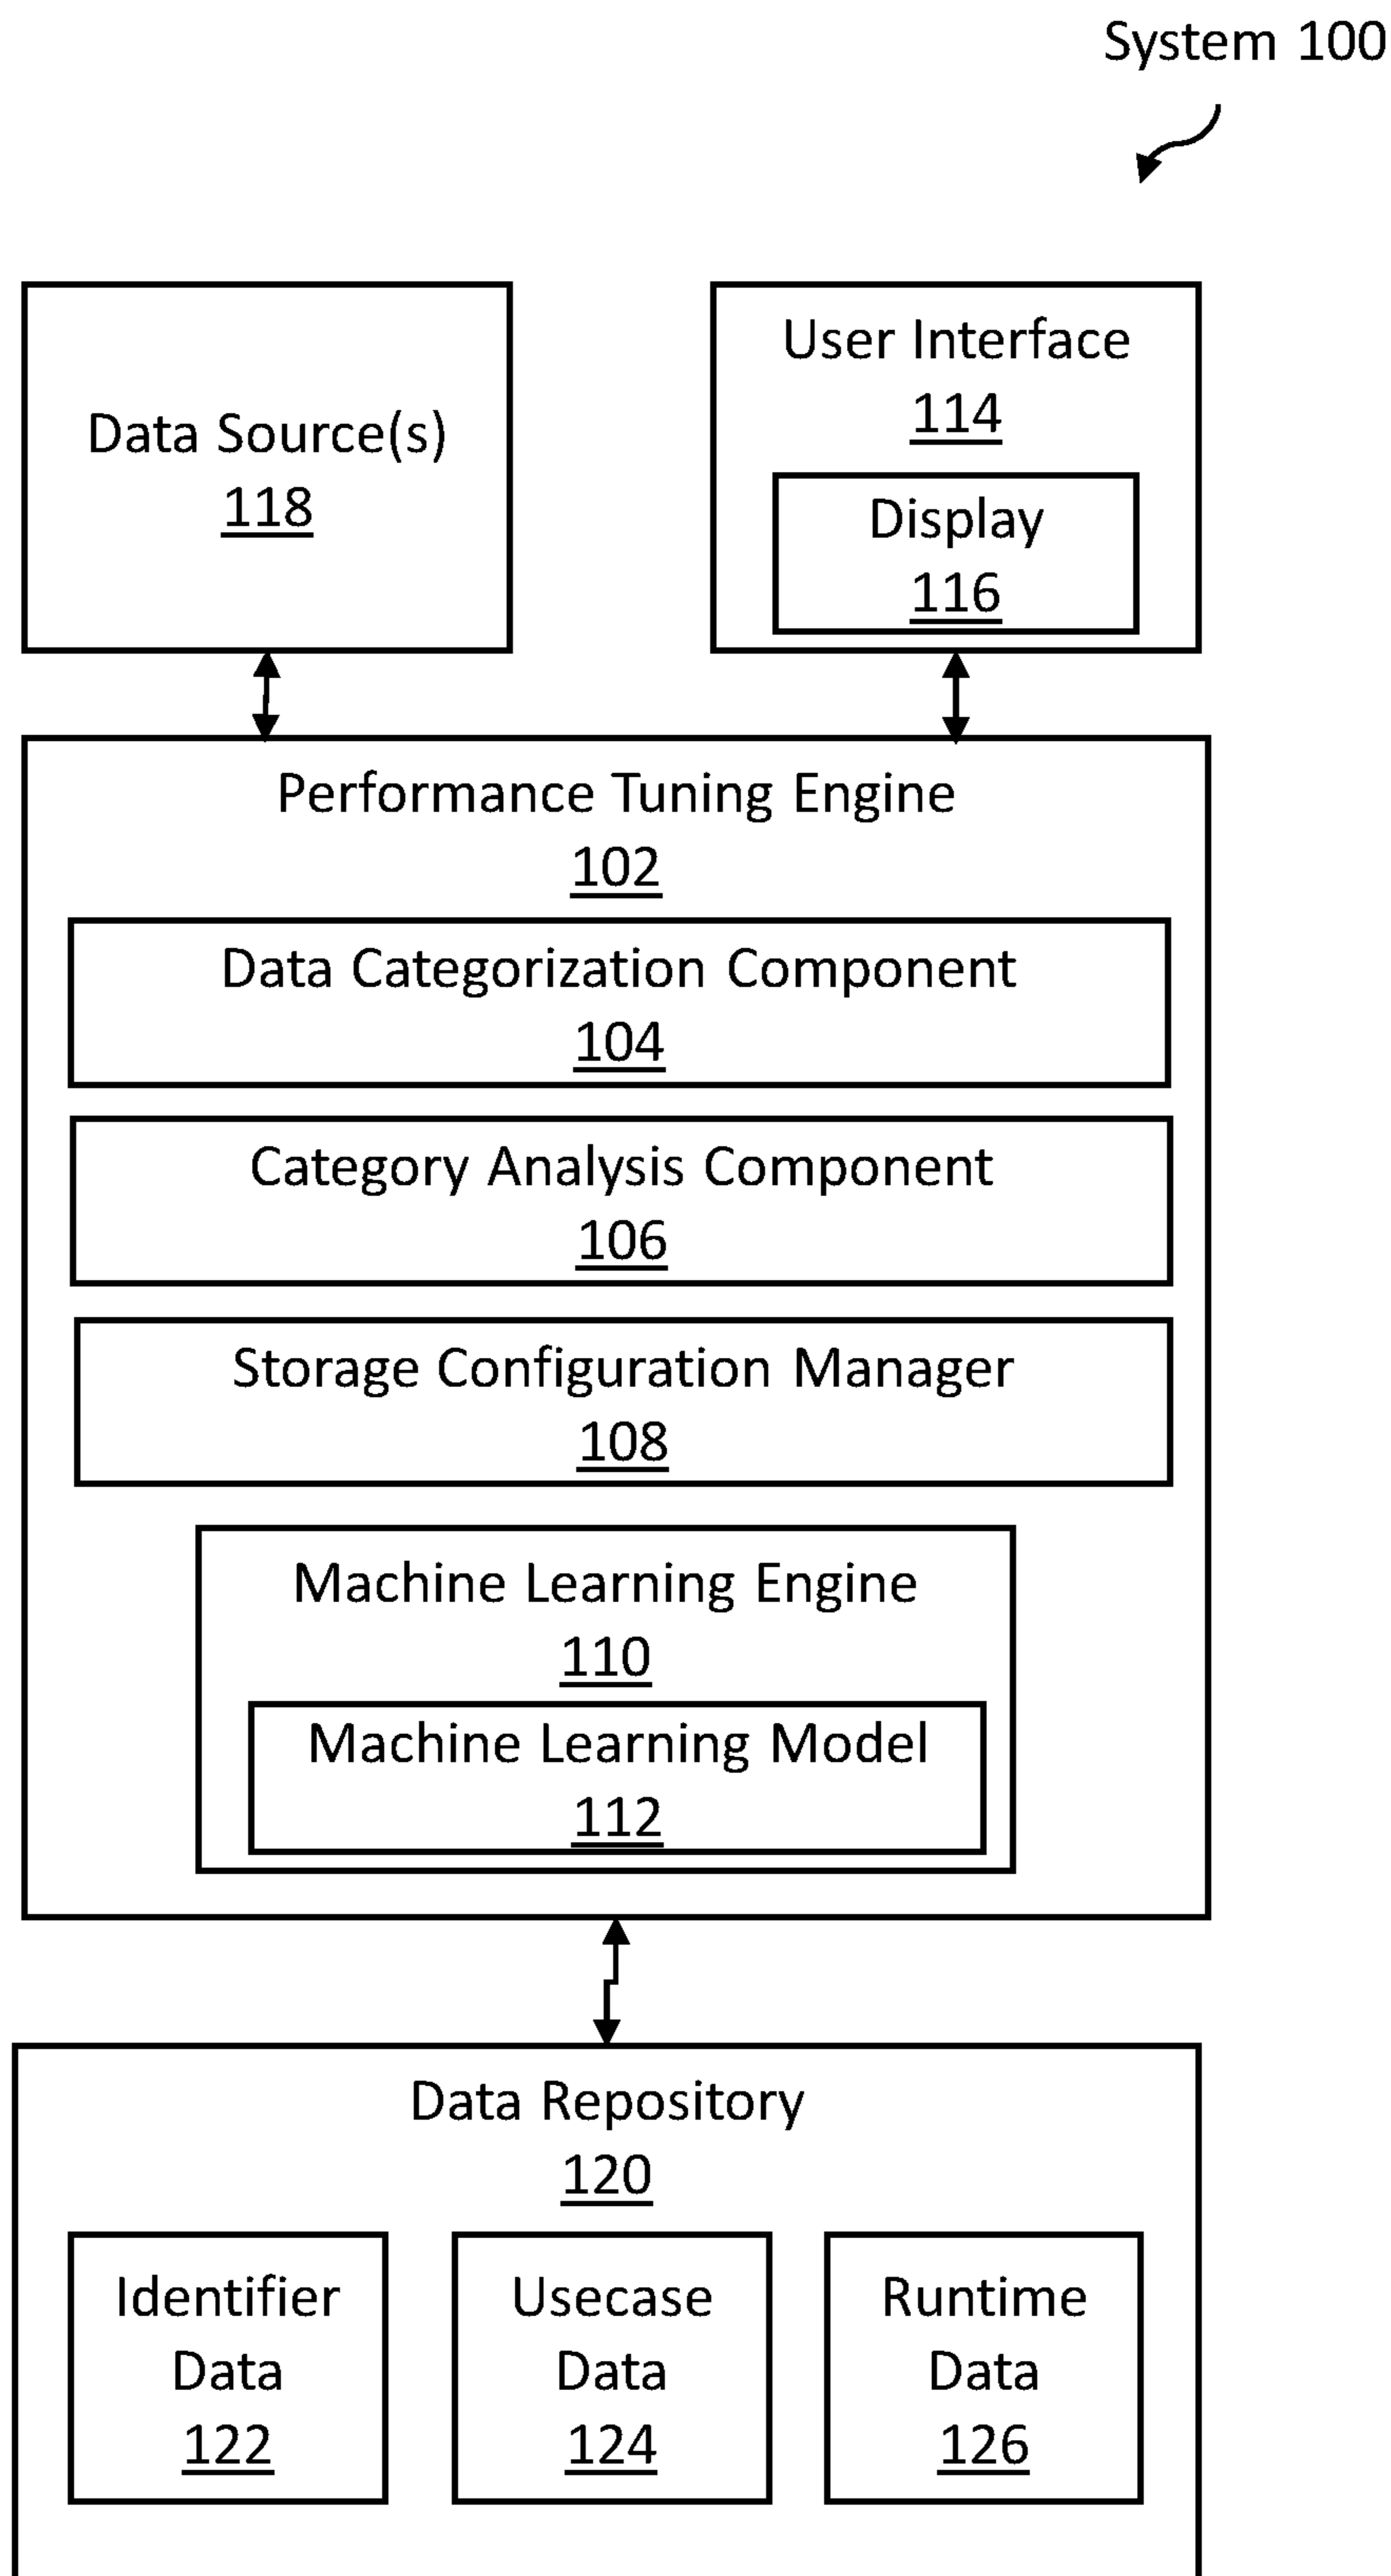 System 100
Data Source(s)
118
User Interface
114
Display
116
Performance Tuning Engine
102
Data Categorization Component
104
Category Analysis Component
106
Storage Configuration Manager
108
Machine Learning Engine
110
Machine Learning Model
112
Data Repository
120
Identifier
Data
122
Usecase
Data
124
Runtime
Data
126